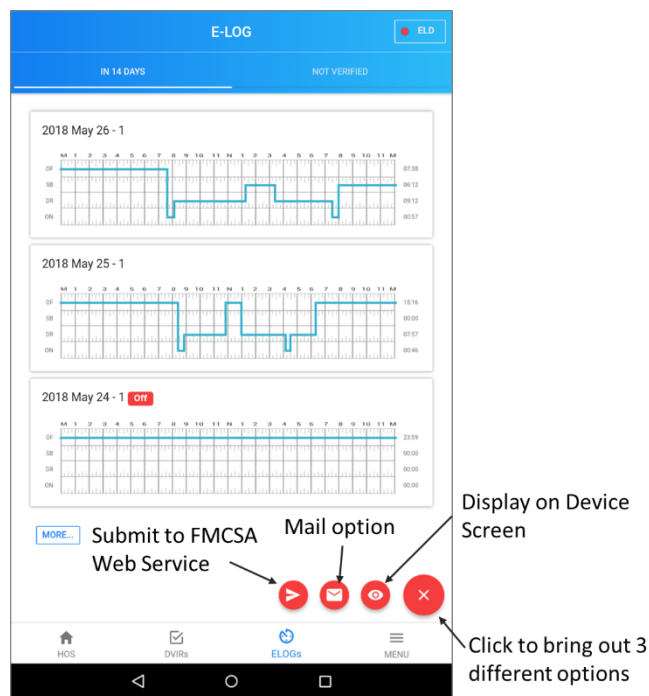 E-LOG
ELD
IN 14 DAYS
NOT VERIFIED
2018 May 26 - 1
M 1 2 3 4 5 6 7 8 9 10 11 N 1 2 3 4 5 6 7 8 9 10 11 M
OF 07:38
SB 06:12
DR 09:12
ON 00:57
2018 May 25 - 1
M 1 2 3 4 5 6 7 8 9 10 11 N 1 2 3 4 5 6 7 8 9 10 11 M
OF 15:16
SB 00:00
DR 07:57
ON 00:46
2018 May 24 - 1 Off
M 1 2 3 4 5 6 7 8 9 10 11 N 1 2 3 4 5 6 7 8 9 10 11 M
OF 23:59
SB 00:00
DR 00:00
ON 00:00
MORE...
Submit to FMCSA
Web Service
Mail option
Display on Device
Screen
HOS
DVIRs
ELOGs
MENU
Click to bring out 3
different options